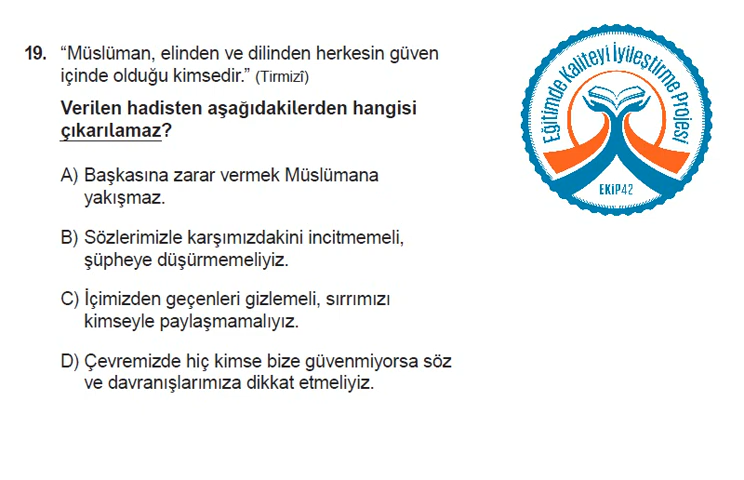 19. “Müslüman, elinden ve dilinden herkesin güven
içinde olduğu kimsedir.” (Tirmizî)
Verilen hadisten aşağıdakilerden hangisi
çıkarılamaz?
A) Başkasına zarar vermek Müslümana
yakışmaz.
B) Sözlerimizle karşımızdakini incitmemeli,
şüpheye düşürmemeliyiz.
C) İçimizden geçenleri gizlemeli, sırrımızı
kimseyle paylaşmamalıyız.
D) Çevremizde hiç kimse bize güvenmiyorsa söz
ve davranışlarımıza dikkat etmeliyiz.
Eğitimde Kaliteyi İyileştirme Projesi
EKİP42